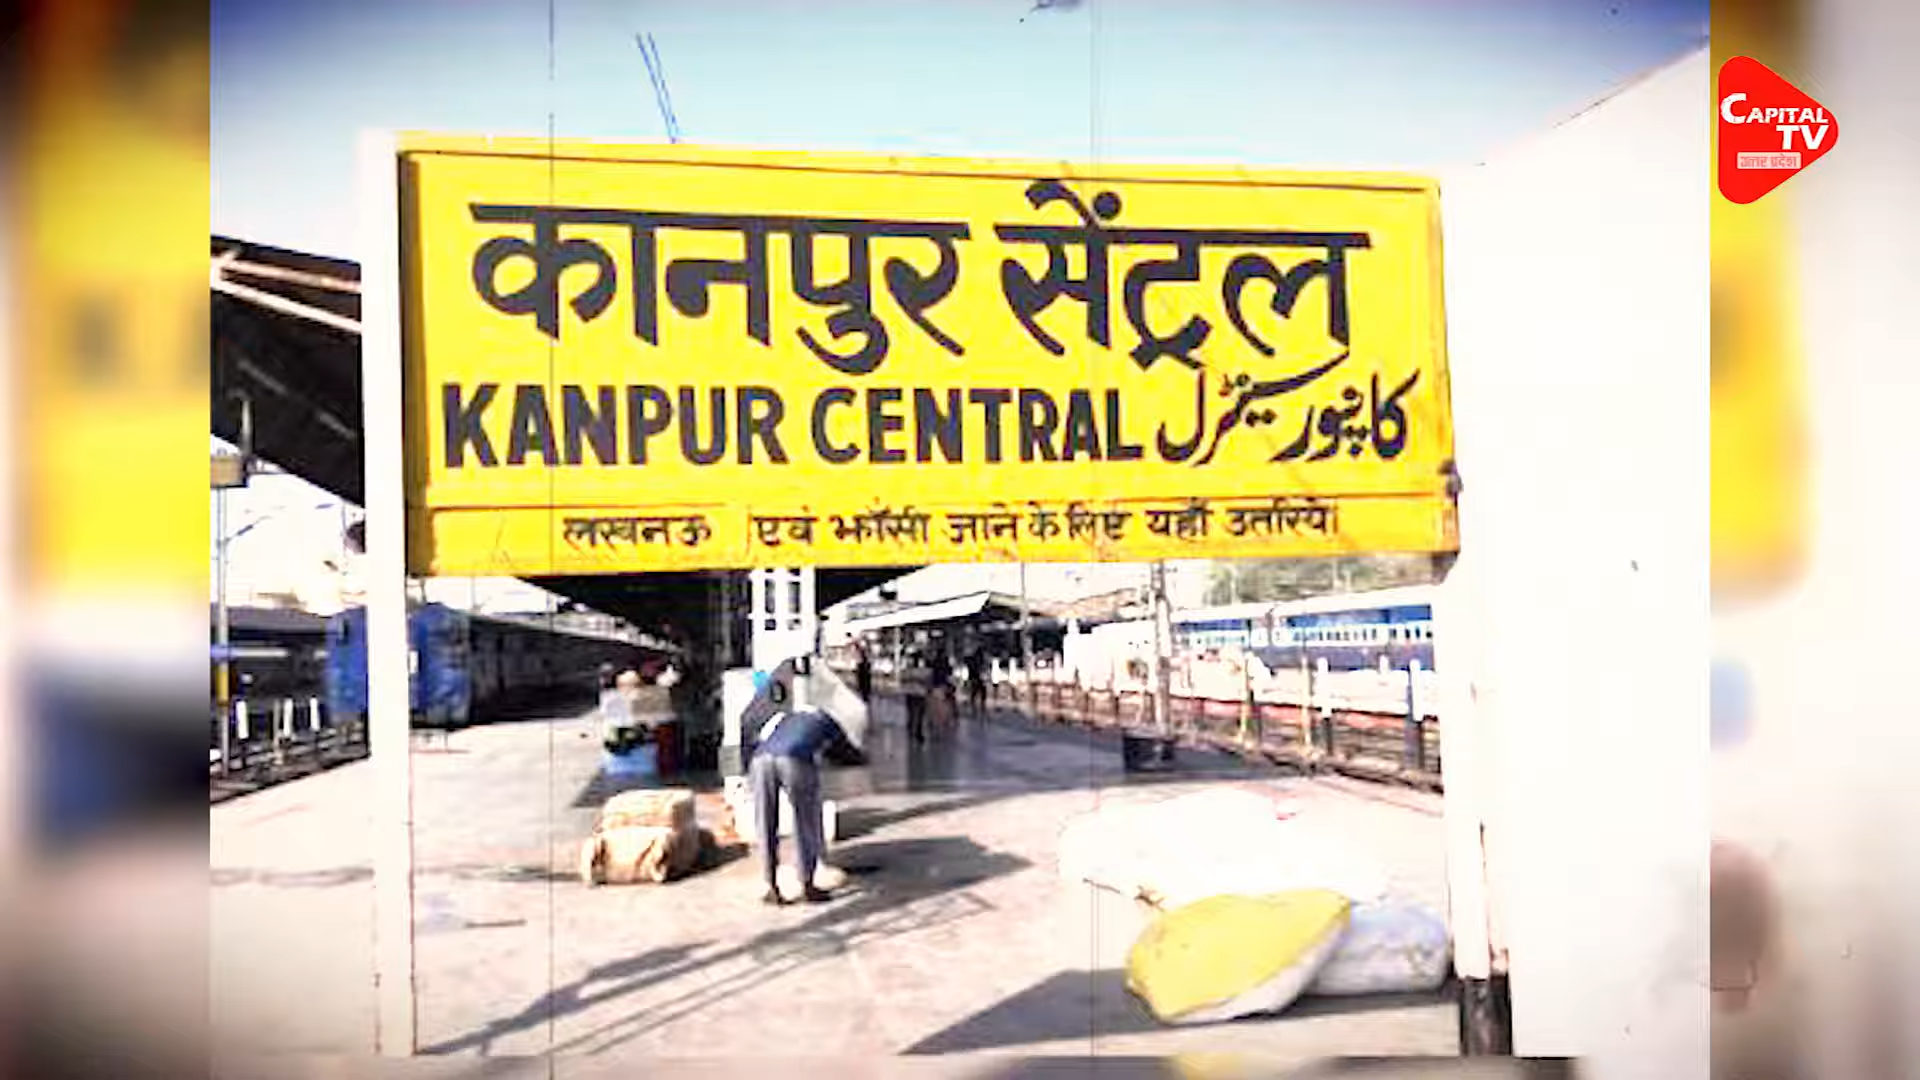 कानपुर सेंट्रल
KANPUR CENTRAL کانپور سینٹرل
लखनऊ एवं झाँसी जाने के लिए यहाँ उतरिये।
CAPITAL
TV
उत्तर प्रदेश